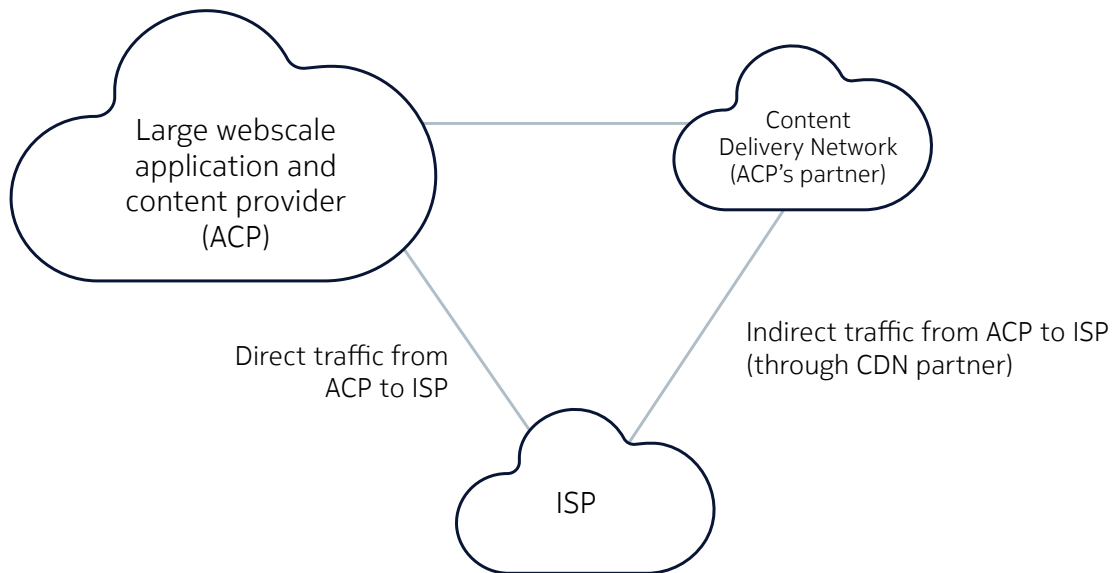 Large webscale
application and
content provider
(ACP)
Content
Delivery Network
(ACP’s partner)
Direct traffic from
ACP to ISP
Indirect traffic from ACP to ISP
(through CDN partner)
ISP